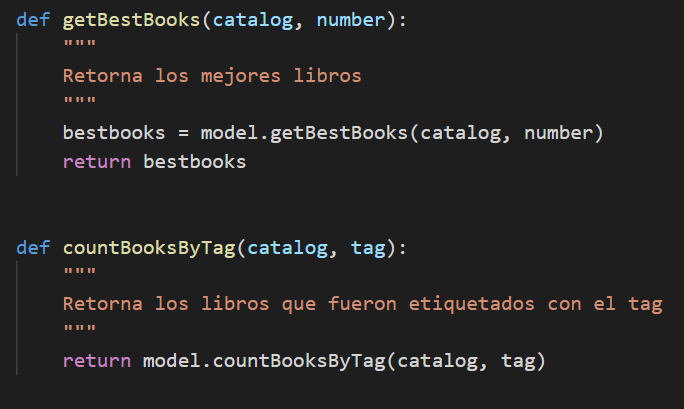 def getBestBooks(catalog, number):
    """
    Retorna los mejores libros
    """
    bestbooks = model.getBestBooks(catalog, number)
    return bestbooks
def countBooksByTag(catalog, tag):
    """
    Retorna los libros que fueron etiquetados con el tag
    """
    return model.countBooksByTag(catalog, tag)